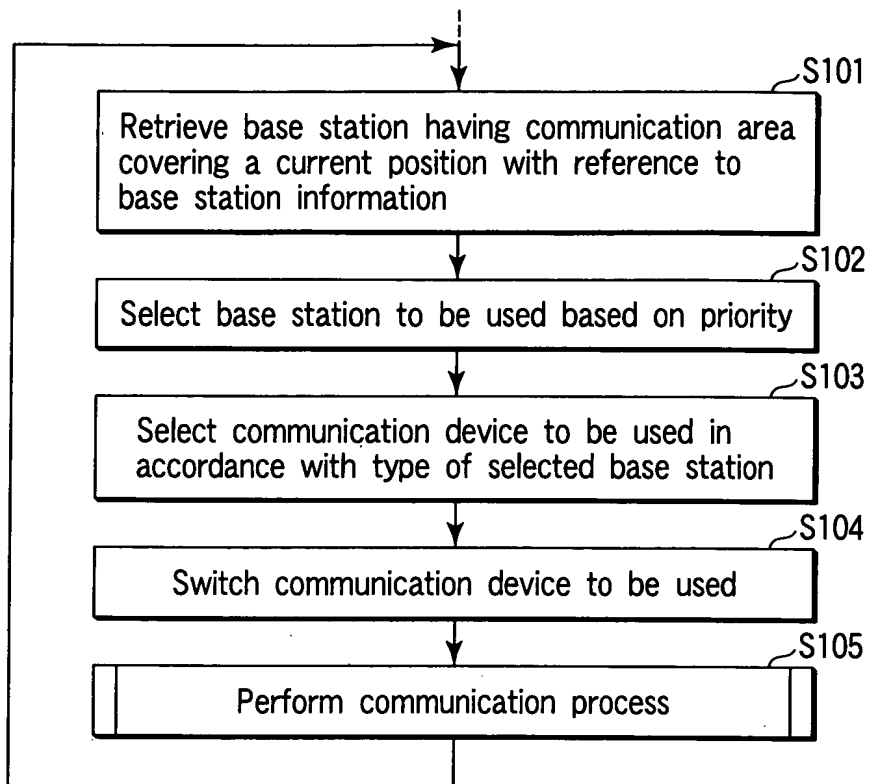 S101
Retrieve base station having communication area
covering a current position with reference to
base station information
S102
Select base station to be used based on priority
S103
Select communication device to be used in
accordance with type of selected base station
S104
Switch communication device to be used
S105
Perform communication process